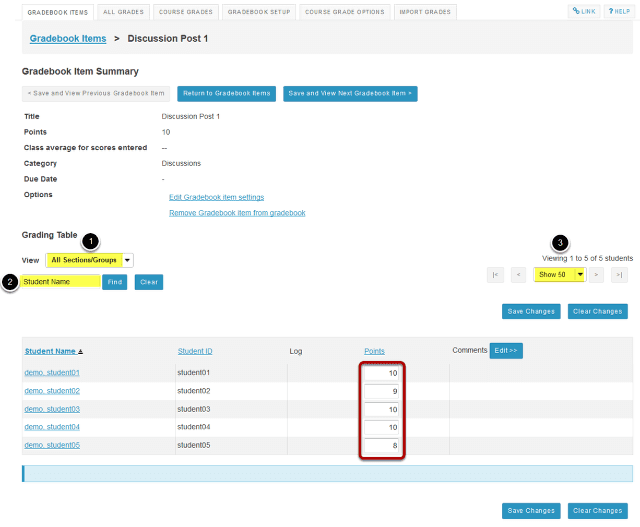 GRADEBOOK ITEMS ALL GRADES COURSE GRADES GRADEBOOK SETUP COURSE GRADE OPTIONS IMPORT GRADES LINK ? HELP
Gradebook Items > Discussion Post 1
Gradebook Item Summary
< Save and View Previous Gradebook Item Return to Gradebook Items Save and View Next Gradebook Item >
Title Discussion Post 1
Points 10
Class average for scores entered --
Category Discussions
Due Date -
Options Edit Gradebook item settings
Remove Gradebook item from gradebook
Grading Table
1 3
View All Sections/Groups Viewing 1 to 5 of 5 students
2 Student Name Find Clear |< < Show 50 > >|
Save Changes Clear Changes
Student Name Student ID Log Points Comments Edit >>
demo, student01 student01 10
demo, student02 student02 9
demo, student03 student03 10
demo, student04 student04 10
demo, student05 student05 8
Save Changes Clear Changes